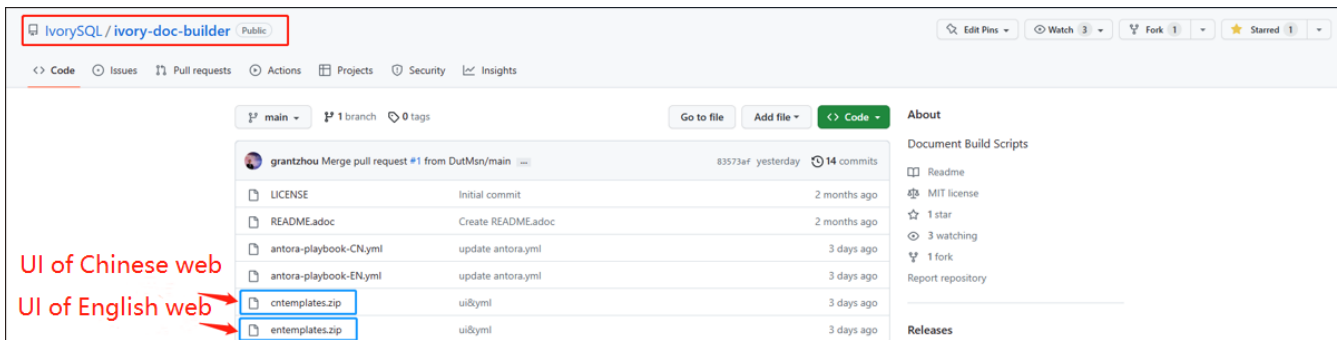 IvorySQL / ivory-doc-builder Public
Edit Pins Watch 3 Fork 1 Starred 1
Code Issues Pull requests Actions Projects Security Insights
main 1 branch 0 tags Go to file Add file Code
About
Document Build Scripts
grantzhou Merge pull request #1 from DutMsn/main ... 83573ef yesterday 14 commits
Readme
LICENSE Initial commit 2 months ago
MIT license
README.adoc Create README.adoc 2 months ago
1 star
3 watching
antora-playbook-CN.yml update antora.yml 3 days ago
1 fork
UI of Chinese web
antora-playbook-EN.yml update antora.yml 3 days ago
Report repository
UI of English web
cntemplates.zip ui&yml 3 days ago
entemplates.zip ui&yml 3 days ago
Releases